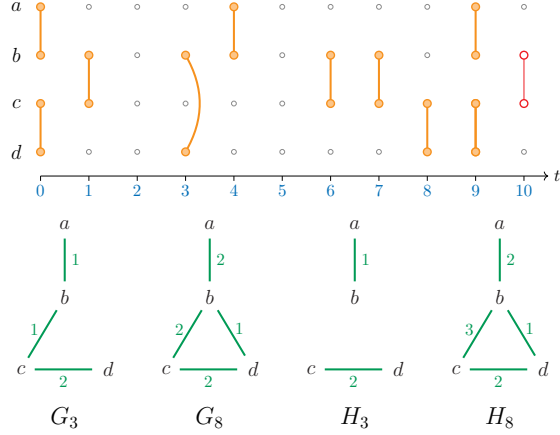 a
b
c
d
t
0 1 2 3 4 5 6 7 8 9 10
a a a a
1 2 1 2
b b b b
1 2 1 3 1
c d c d c d c d
2 2 2 2
G₃ G₈ H₃ H₈